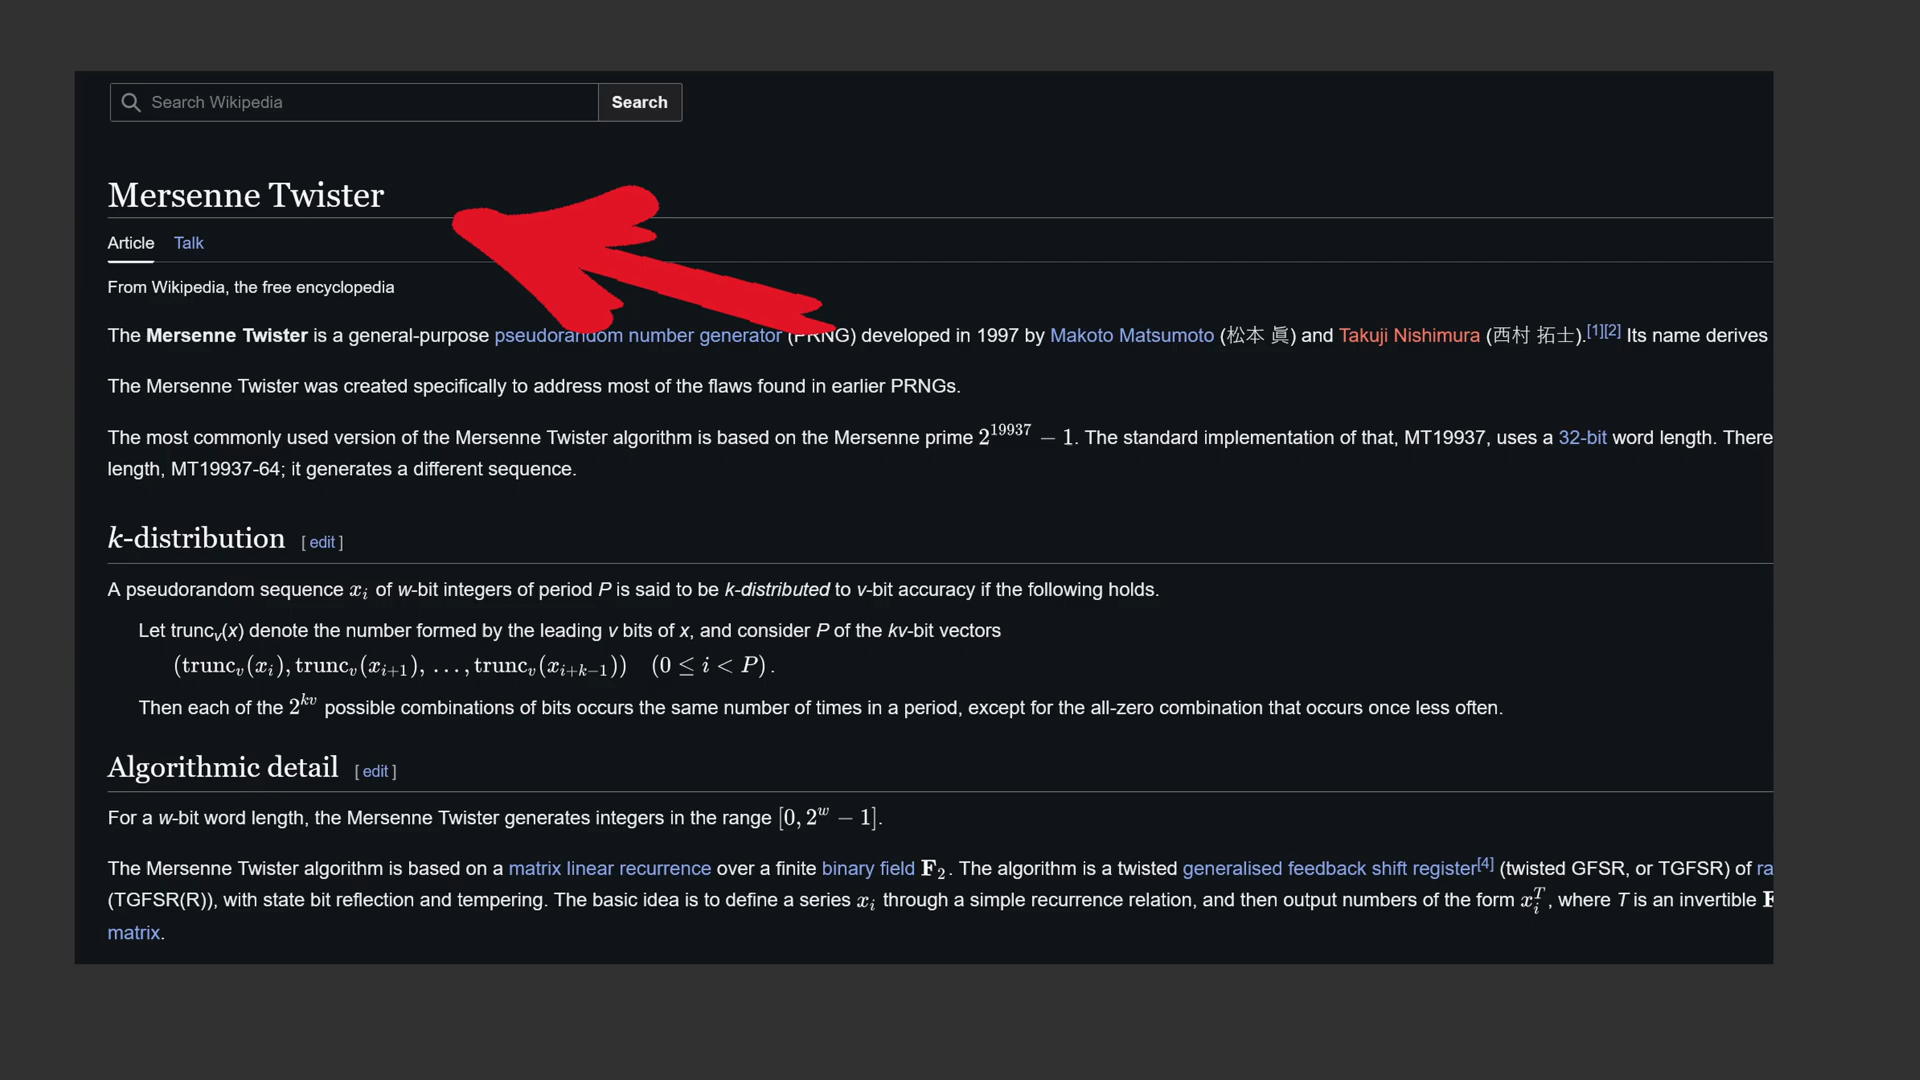 Search Wikipedia Search
Mersenne Twister
Article Talk
From Wikipedia, the free encyclopedia
The Mersenne Twister is a general-purpose pseudorandom number generator (PRNG) developed in 1997 by Makoto Matsumoto (松本 眞) and Takuji Nishimura (西村 拓士).[1][2] Its name derives
The Mersenne Twister was created specifically to address most of the flaws found in earlier PRNGs.
The most commonly used version of the Mersenne Twister algorithm is based on the Mersenne prime 2^19937 − 1. The standard implementation of that, MT19937, uses a 32-bit word length. There
length, MT19937-64; it generates a different sequence.
k-distribution [ edit ]
A pseudorandom sequence x_i of w-bit integers of period P is said to be k-distributed to v-bit accuracy if the following holds.
Let trunc_v(x) denote the number formed by the leading v bits of x, and consider P of the kv-bit vectors
(trunc_v(x_i), trunc_v(x_{i+1}), …, trunc_v(x_{i+k−1})) (0 ≤ i < P).
Then each of the 2^{kv} possible combinations of bits occurs the same number of times in a period, except for the all-zero combination that occurs once less often.
Algorithmic detail [ edit ]
For a w-bit word length, the Mersenne Twister generates integers in the range [0, 2^w − 1].
The Mersenne Twister algorithm is based on a matrix linear recurrence over a finite binary field F_2. The algorithm is a twisted generalised feedback shift register[4] (twisted GFSR, or TGFSR) of ra
(TGFSR(R)), with state bit reflection and tempering. The basic idea is to define a series x_i through a simple recurrence relation, and then output numbers of the form x_i^T, where T is an invertible
matrix.